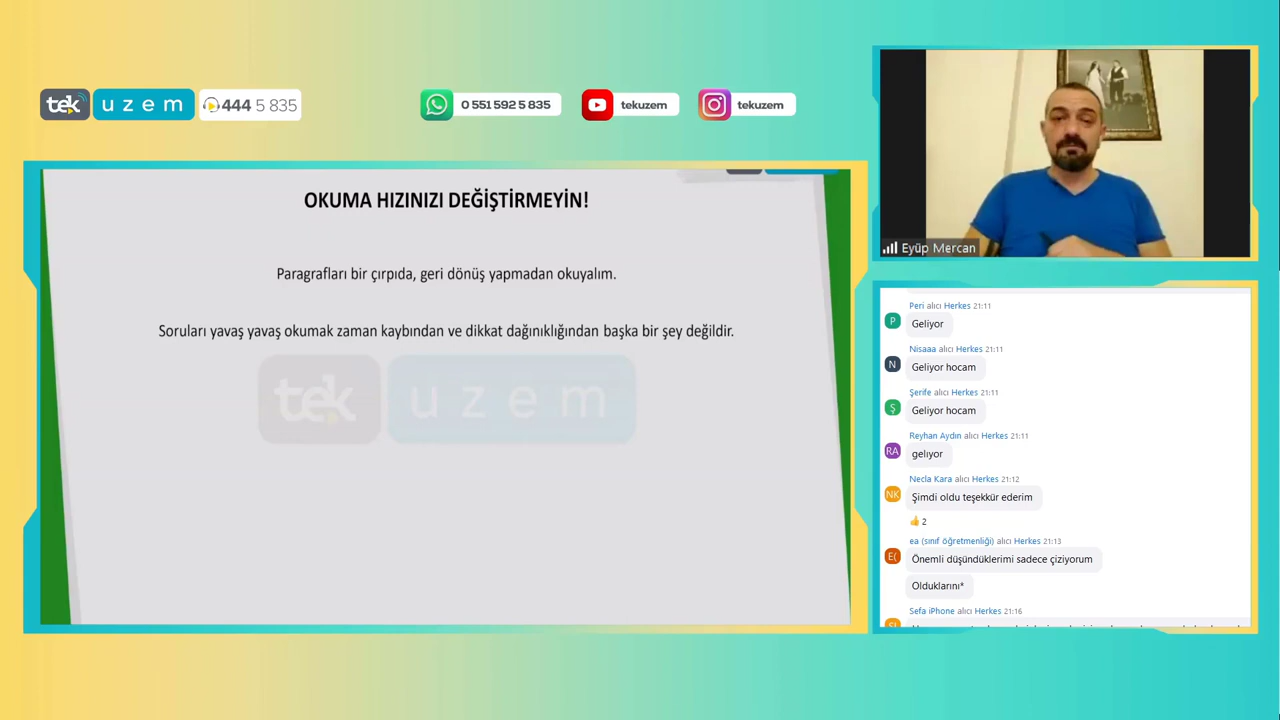 tek uzem 444 5 835
0 551 592 5 835
tekuzem
tekuzem
OKUMA HIZINIZI DEĞİŞTİRMEYİN!
Paragrafları bir çırpıda, geri dönüş yapmadan okuyalım.
Soruları yavaş yavaş okumak zaman kaybından ve dikkat dağınıklığından başka bir şey değildir.
tek uzem
Eyüp Mercan
Peri alıcı Herkes 21:11
P
Geliyor
Nisaaa alıcı Herkes 21:11
N
Geliyor hocam
Şerife alıcı Herkes 21:11
Ş
Geliyor hocam
Reyhan Aydın alıcı Herkes 21:11
RA
gelıyor
Necla Kara alıcı Herkes 21:12
NK
Şimdi oldu teşekkür ederim
👍 2
ea (sınıf öğretmenliği) alıcı Herkes 21:13
E(
Önemli düşündüklerimi sadece çiziyorum
Olduklarını*
Sefa iPhone alıcı Herkes 21:16